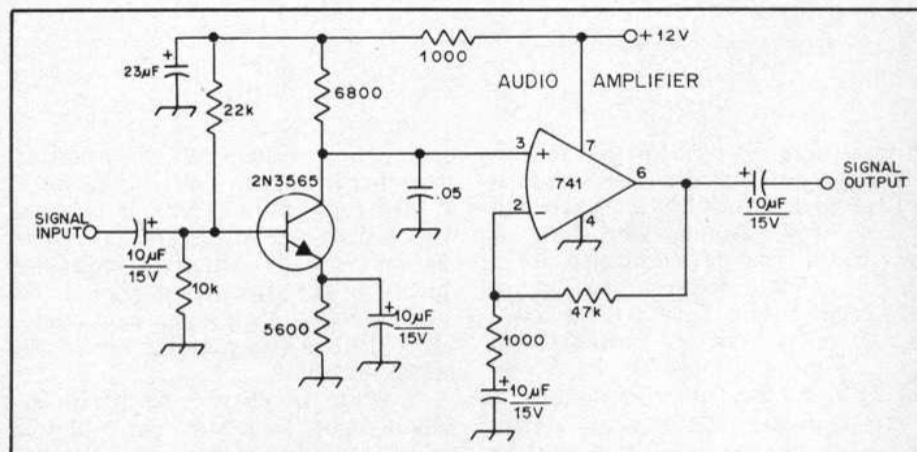 + 12V
1000
23µF
+
AUDIO AMPLIFIER
6800
22k
3
+
7
2N3565
741
6
+
SIGNAL OUTPUT
.05
2
−
4
10µF/15V
SIGNAL INPUT
+
10µF/15V
10k
+
10µF/15V
47k
5600
1000
+
10µF/15V